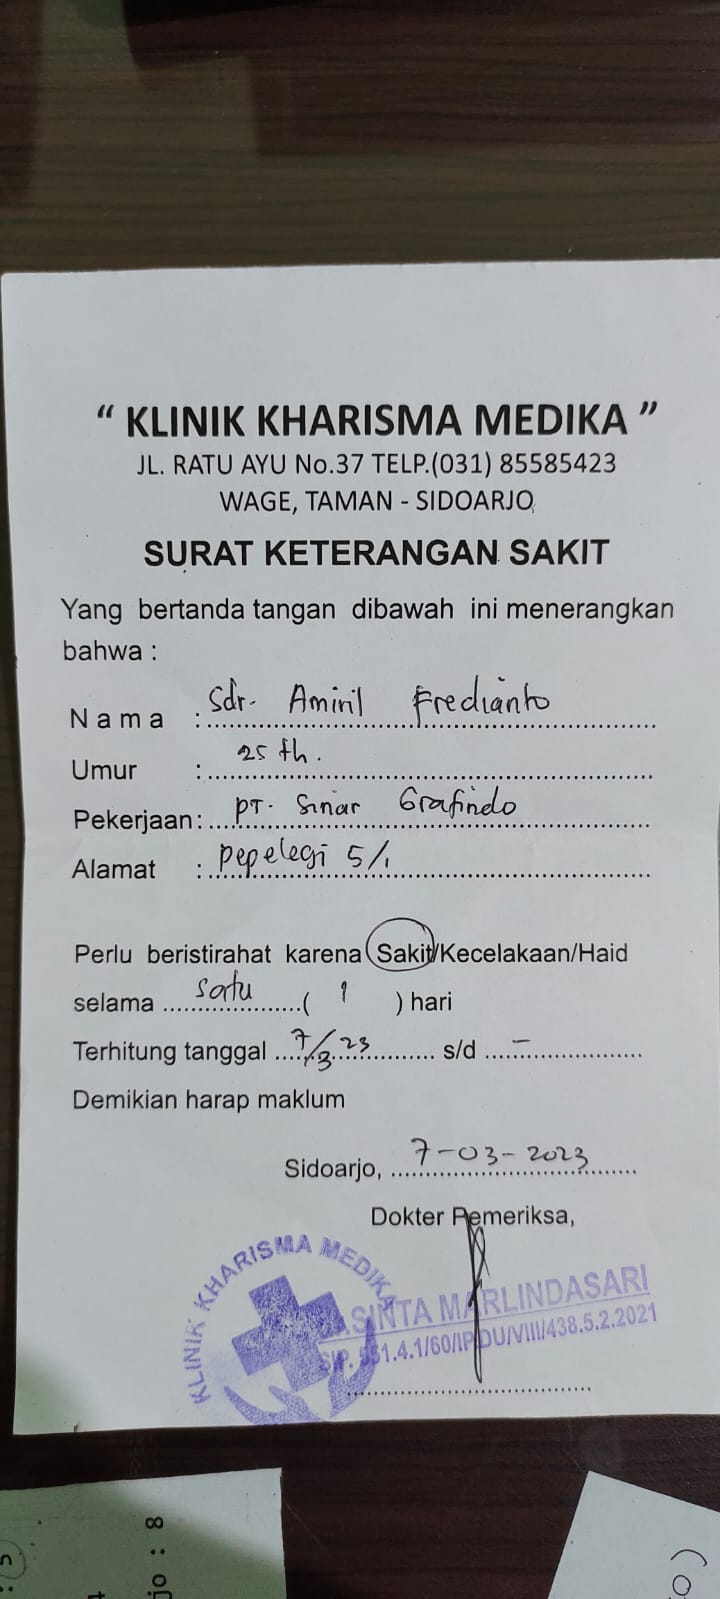 “ KLINIK KHARISMA MEDIKA ”
JL. RATU AYU No.37 TELP.(031) 85585423
WAGE, TAMAN - SIDOARJO
SURAT KETERANGAN SAKIT
Yang bertanda tangan dibawah ini menerangkan
bahwa :
Nama : Sdr. Amiril Fredianto
Umur : 25 th.
Pekerjaan: PT. Sinar Grafindo
Alamat : Pepelegi 5/1
Perlu beristirahat karena Sakit/Kecelakaan/Haid
selama satu ( 1 ) hari
Terhitung tanggal 7/3 23 s/d -
Demikian harap maklum
Sidoarjo, 7-03-2023
Dokter Pemeriksa,
KLINIK KHARISMA MEDIKA
SINTA MARLINDASARI
SIP. 551.4.1/60/IP.DU/VIII/438.5.2.2021
jo : 8